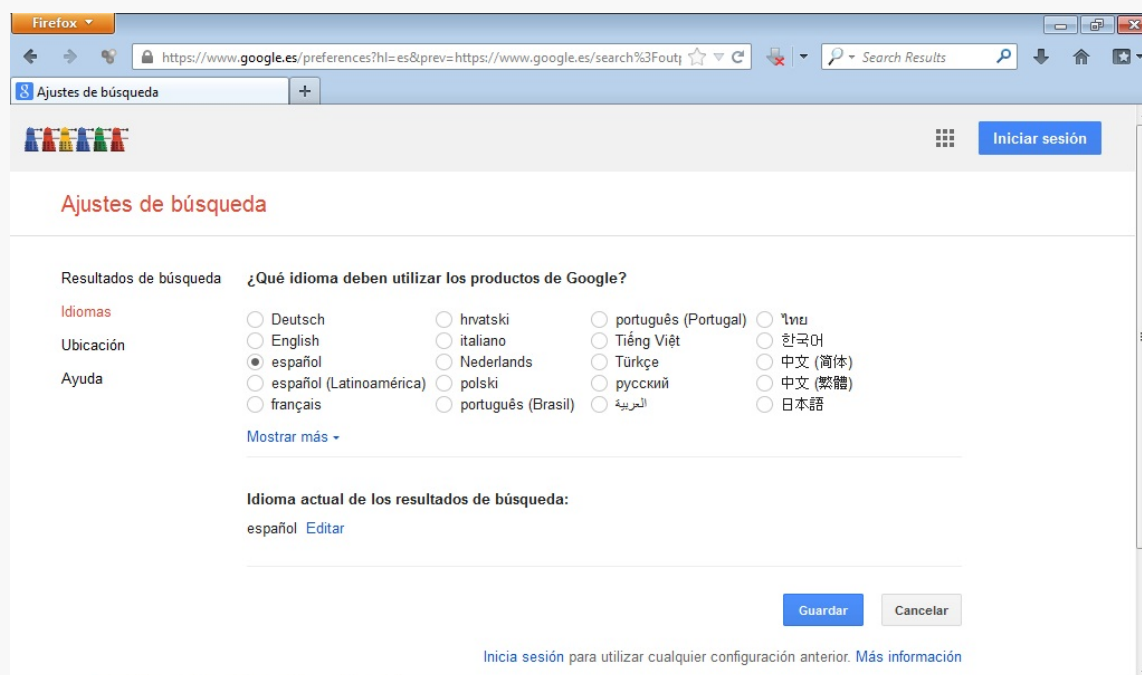 Firefox
https://www.google.es/preferences?hl=es&prev=https://www.google.es/search%3Foutp
Search Results
8 Ajustes de búsqueda
Iniciar sesión
Ajustes de búsqueda
Resultados de búsqueda
Idiomas
Ubicación
Ayuda
¿Qué idioma deben utilizar los productos de Google?
Deutsch hrvatski português (Portugal) ไทย
English italiano Tiếng Việt 한국어
español Nederlands Türkçe 中文 (简体)
español (Latinoamérica) polski русский 中文 (繁體)
français português (Brasil) العربية 日本語
Mostrar más
Idioma actual de los resultados de búsqueda:
español Editar
Guardar Cancelar
Inicia sesión para utilizar cualquier configuración anterior. Más información